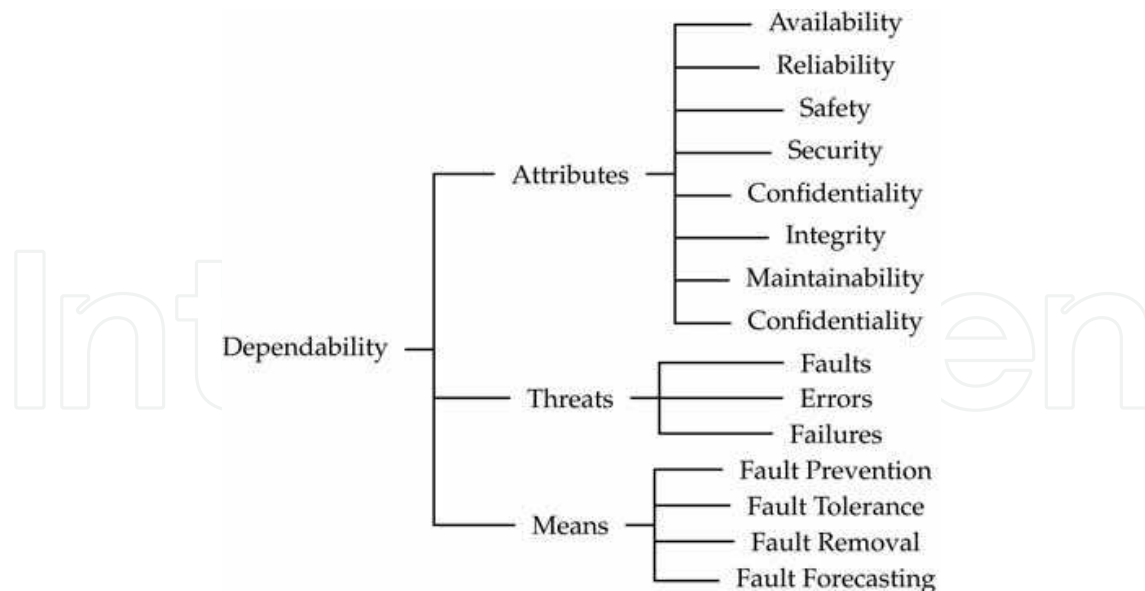 Availability
Reliability
Safety
Security
Attributes
Confidentiality
Integrity
Maintainability
Confidentiality
Dependability
Faults
Threats
Errors
Failures
Fault Prevention
Fault Tolerance
Means
Fault Removal
Fault Forecasting